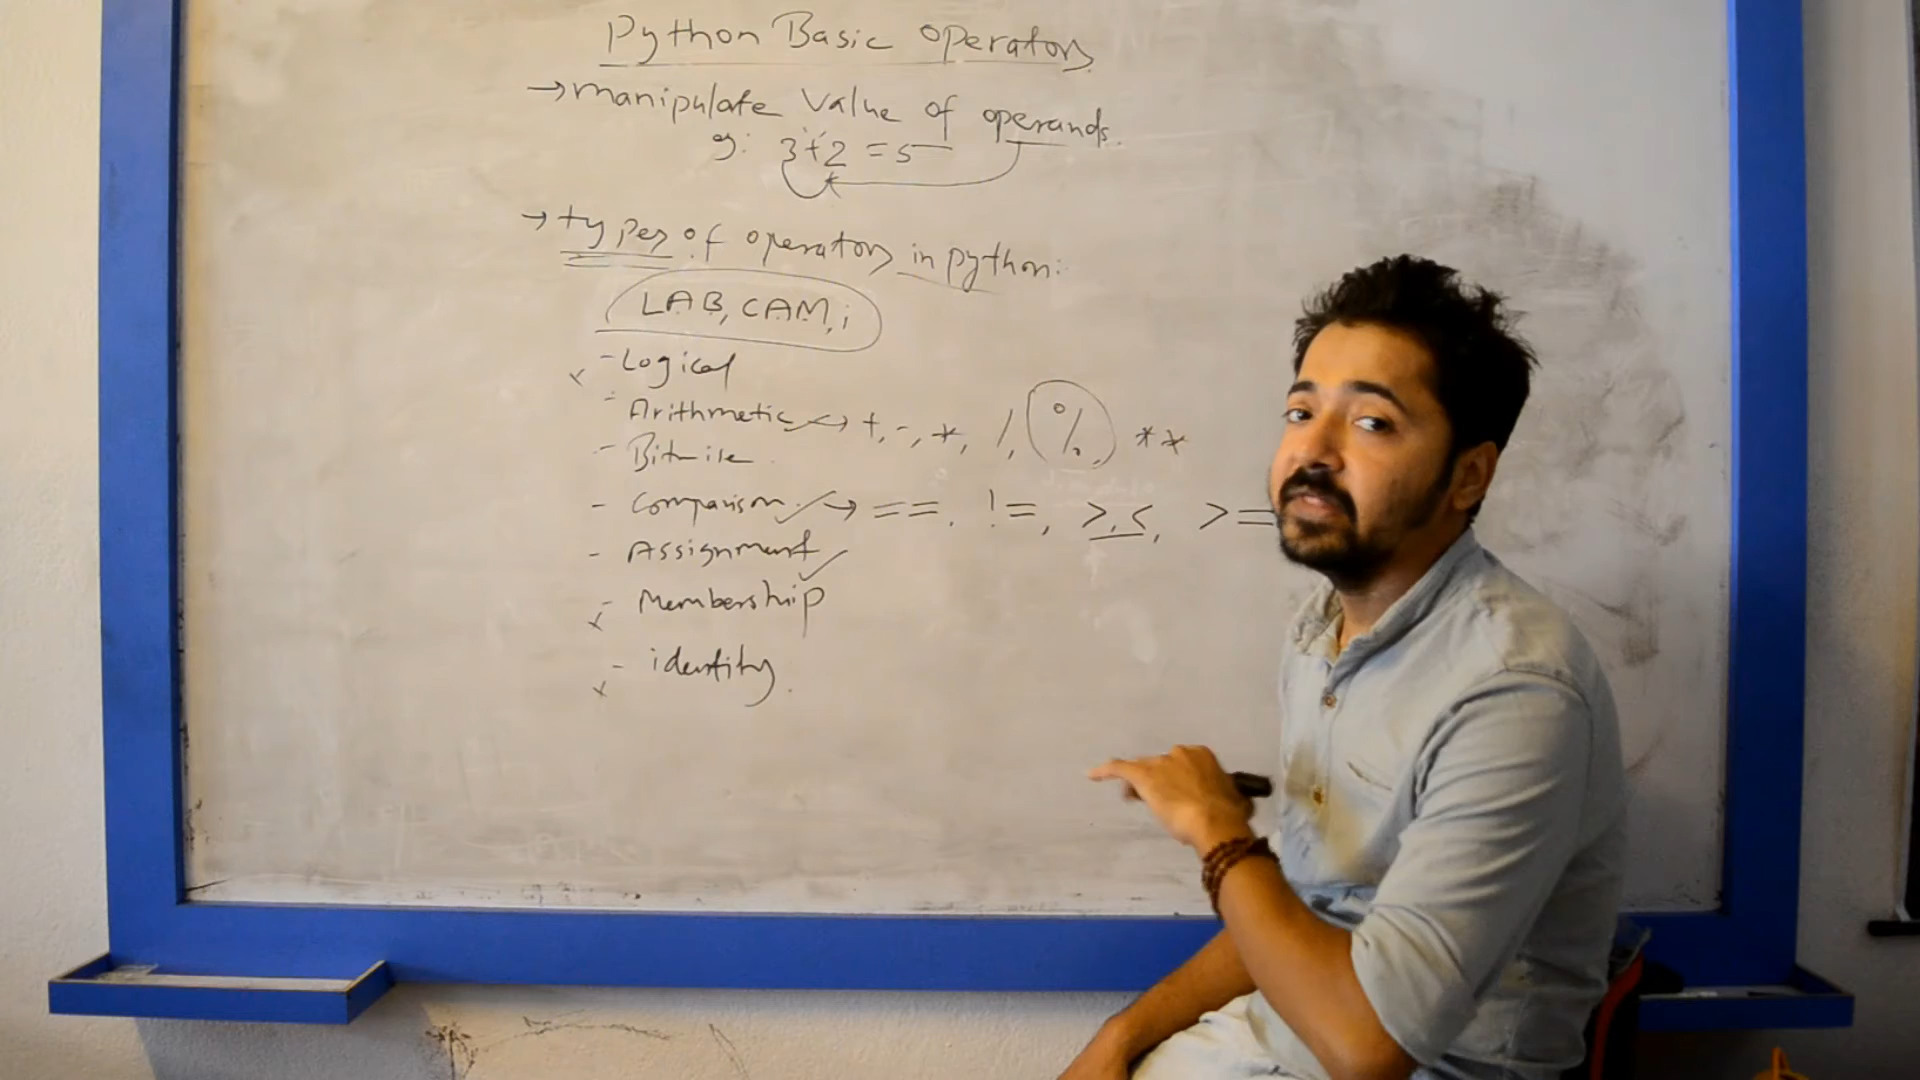 Python Basic operators
→ manipulate value of operands.
eg: 3+2 = 5
→ types of operators in python:
LAB, CAM, i
- Logical
- Arithmetic → +, -, *, /, %, **
- Bitwise
- Comparison → ==, !=, >, <, >=
- Assignment
- Membership
- identity.